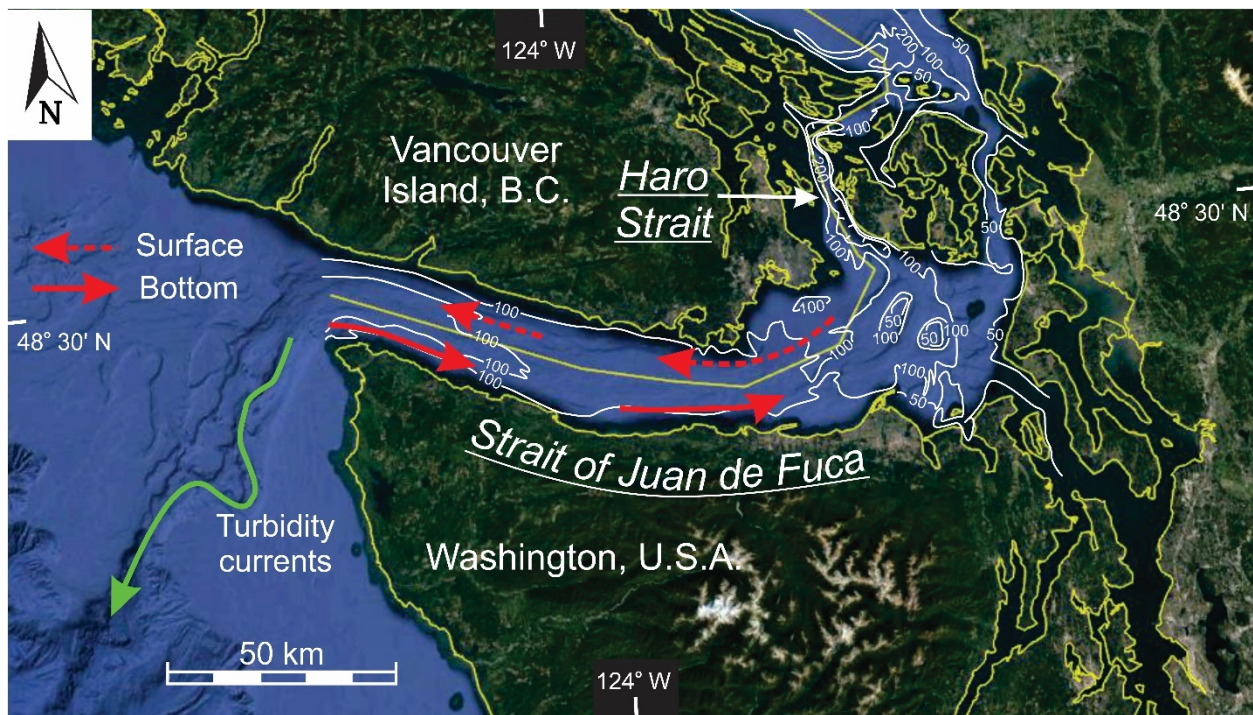 N
124° W
Vancouver
Island, B.C.
Haro
Strait
48° 30' N
Surface
Bottom
48° 30' N
Strait of Juan de Fuca
Turbidity
currents
Washington, U.S.A.
50 km
124° W
200
100
50
50
100
200
100
50
100
100
100
100
100
100
100
50
100
50
100
100
50
50